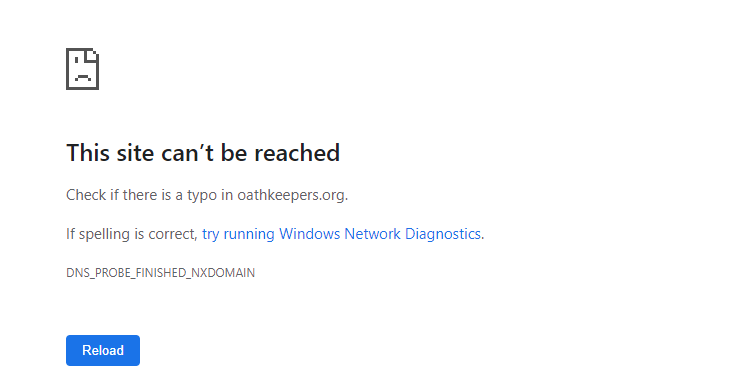 This site can’t be reached
Check if there is a typo in oathkeepers.org.
If spelling is correct, try running Windows Network Diagnostics.
DNS_PROBE_FINISHED_NXDOMAIN
Reload